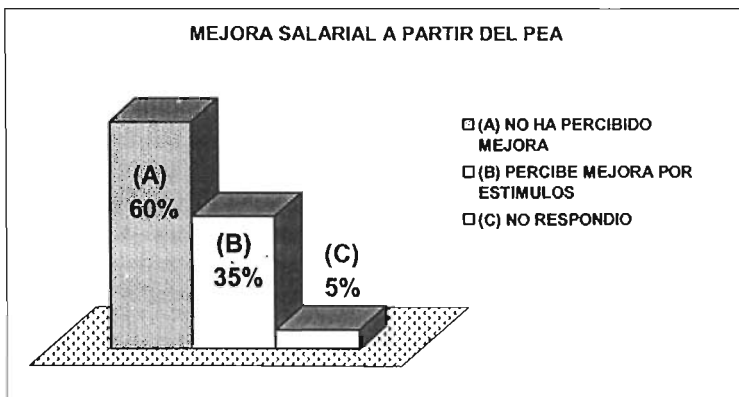 MEJORA SALARIAL A PARTIR DEL PEA
(A)
60%
(B)
35%
(C)
5%
(A) NO HA PERCIBIDO
MEJORA
(B) PERCIBE MEJORA POR
ESTIMULOS
(C) NO RESPONDIO